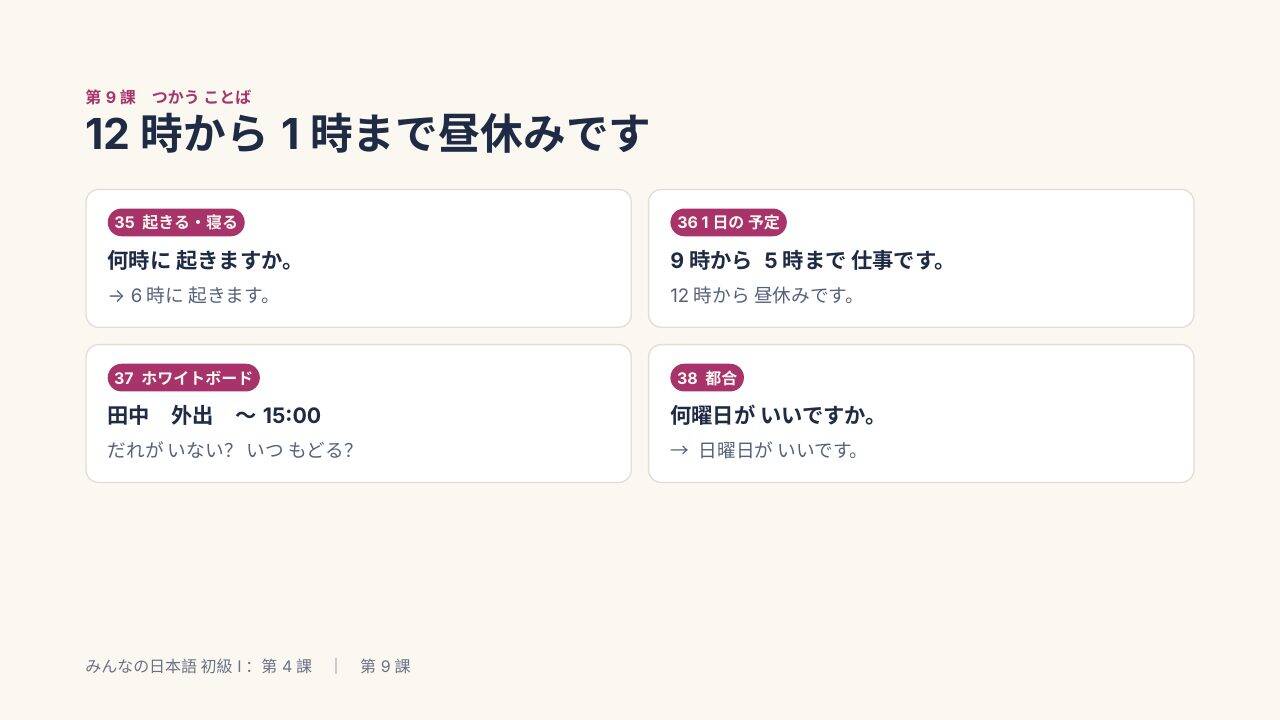 第9課　つかう ことば
12 時から 1 時まで昼休みです
35 起きる・寝る
何時に 起きますか。
→ 6 時に 起きます。
36 1 日の 予定
9 時から 5 時まで 仕事です。
12 時から 昼休みです。
37 ホワイトボード
田中　外出　～ 15:00
だれが いない？ いつ もどる？
38 都合
何曜日が いいですか。
→ 日曜日が いいです。
みんなの日本語 初級 I： 第 4 課　｜　第 9 課